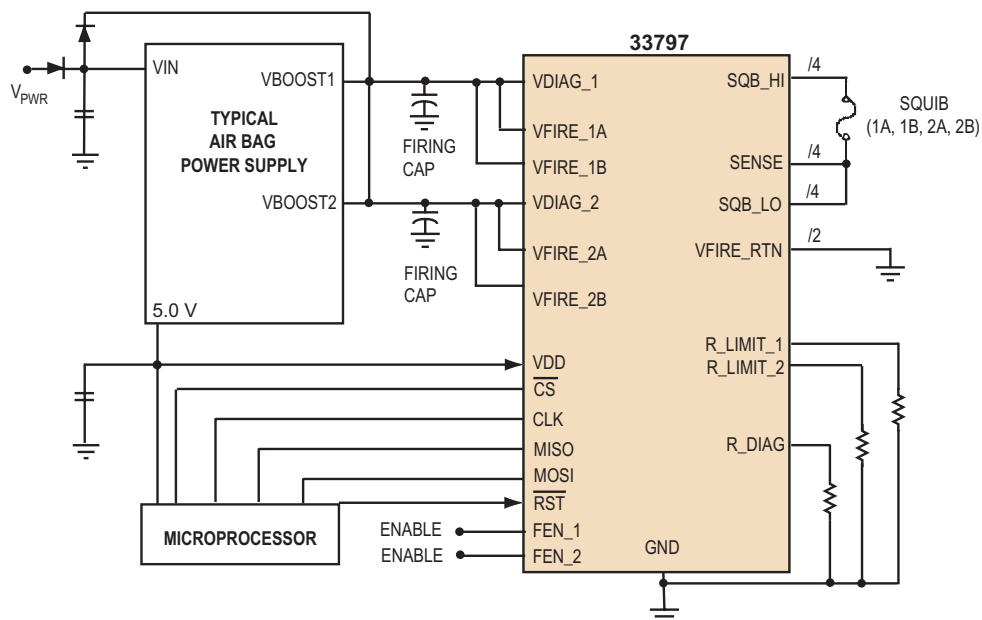 33797
VIN
VBOOST1
V_PWR
TYPICAL
AIR BAG
POWER SUPPLY
VBOOST2
5.0 V
FIRING
CAP
FIRING
CAP
VDIAG_1
VFIRE_1A
VFIRE_1B
VDIAG_2
VFIRE_2A
VFIRE_2B
VDD
CS
CLK
MISO
MOSI
RST
FEN_1
FEN_2
GND
SQB_HI
SENSE
SQB_LO
VFIRE_RTN
R_LIMIT_1
R_LIMIT_2
R_DIAG
/4
/4
/4
/2
SQUIB
(1A, 1B, 2A, 2B)
MICROPROCESSOR
ENABLE
ENABLE